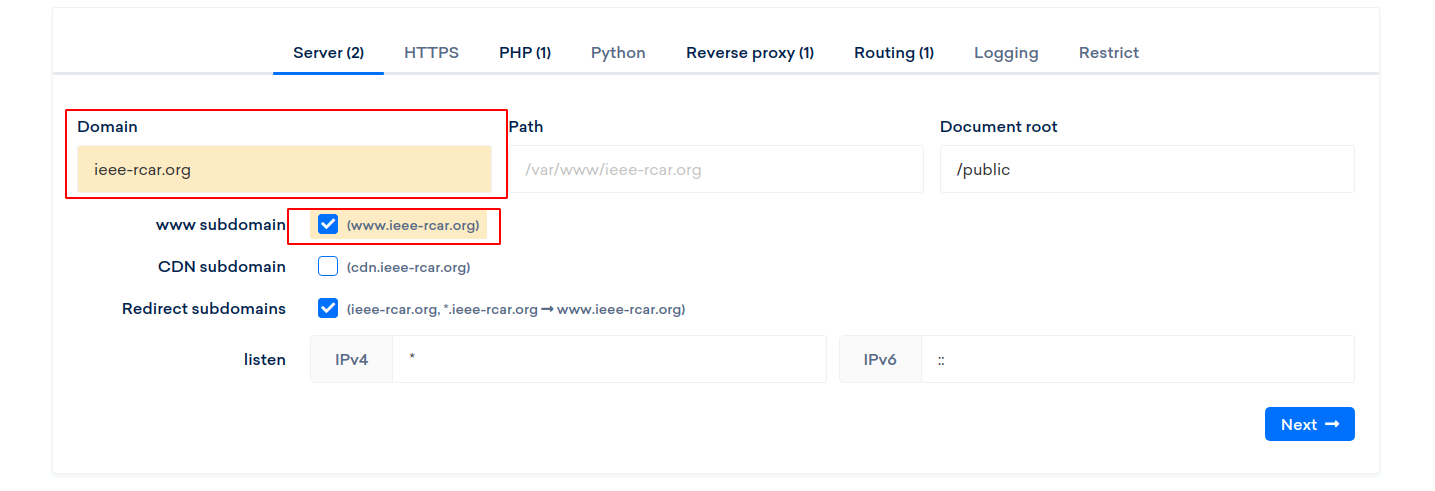 Server (2) HTTPS PHP (1) Python Reverse proxy (1) Routing (1) Logging Restrict
Domain Path Document root
ieee-rcar.org /var/www/ieee-rcar.org /public
www subdomain (www.ieee-rcar.org)
CDN subdomain (cdn.ieee-rcar.org)
Redirect subdomains (ieee-rcar.org, *.ieee-rcar.org → www.ieee-rcar.org)
listen IPv4 * IPv6 ::
Next →